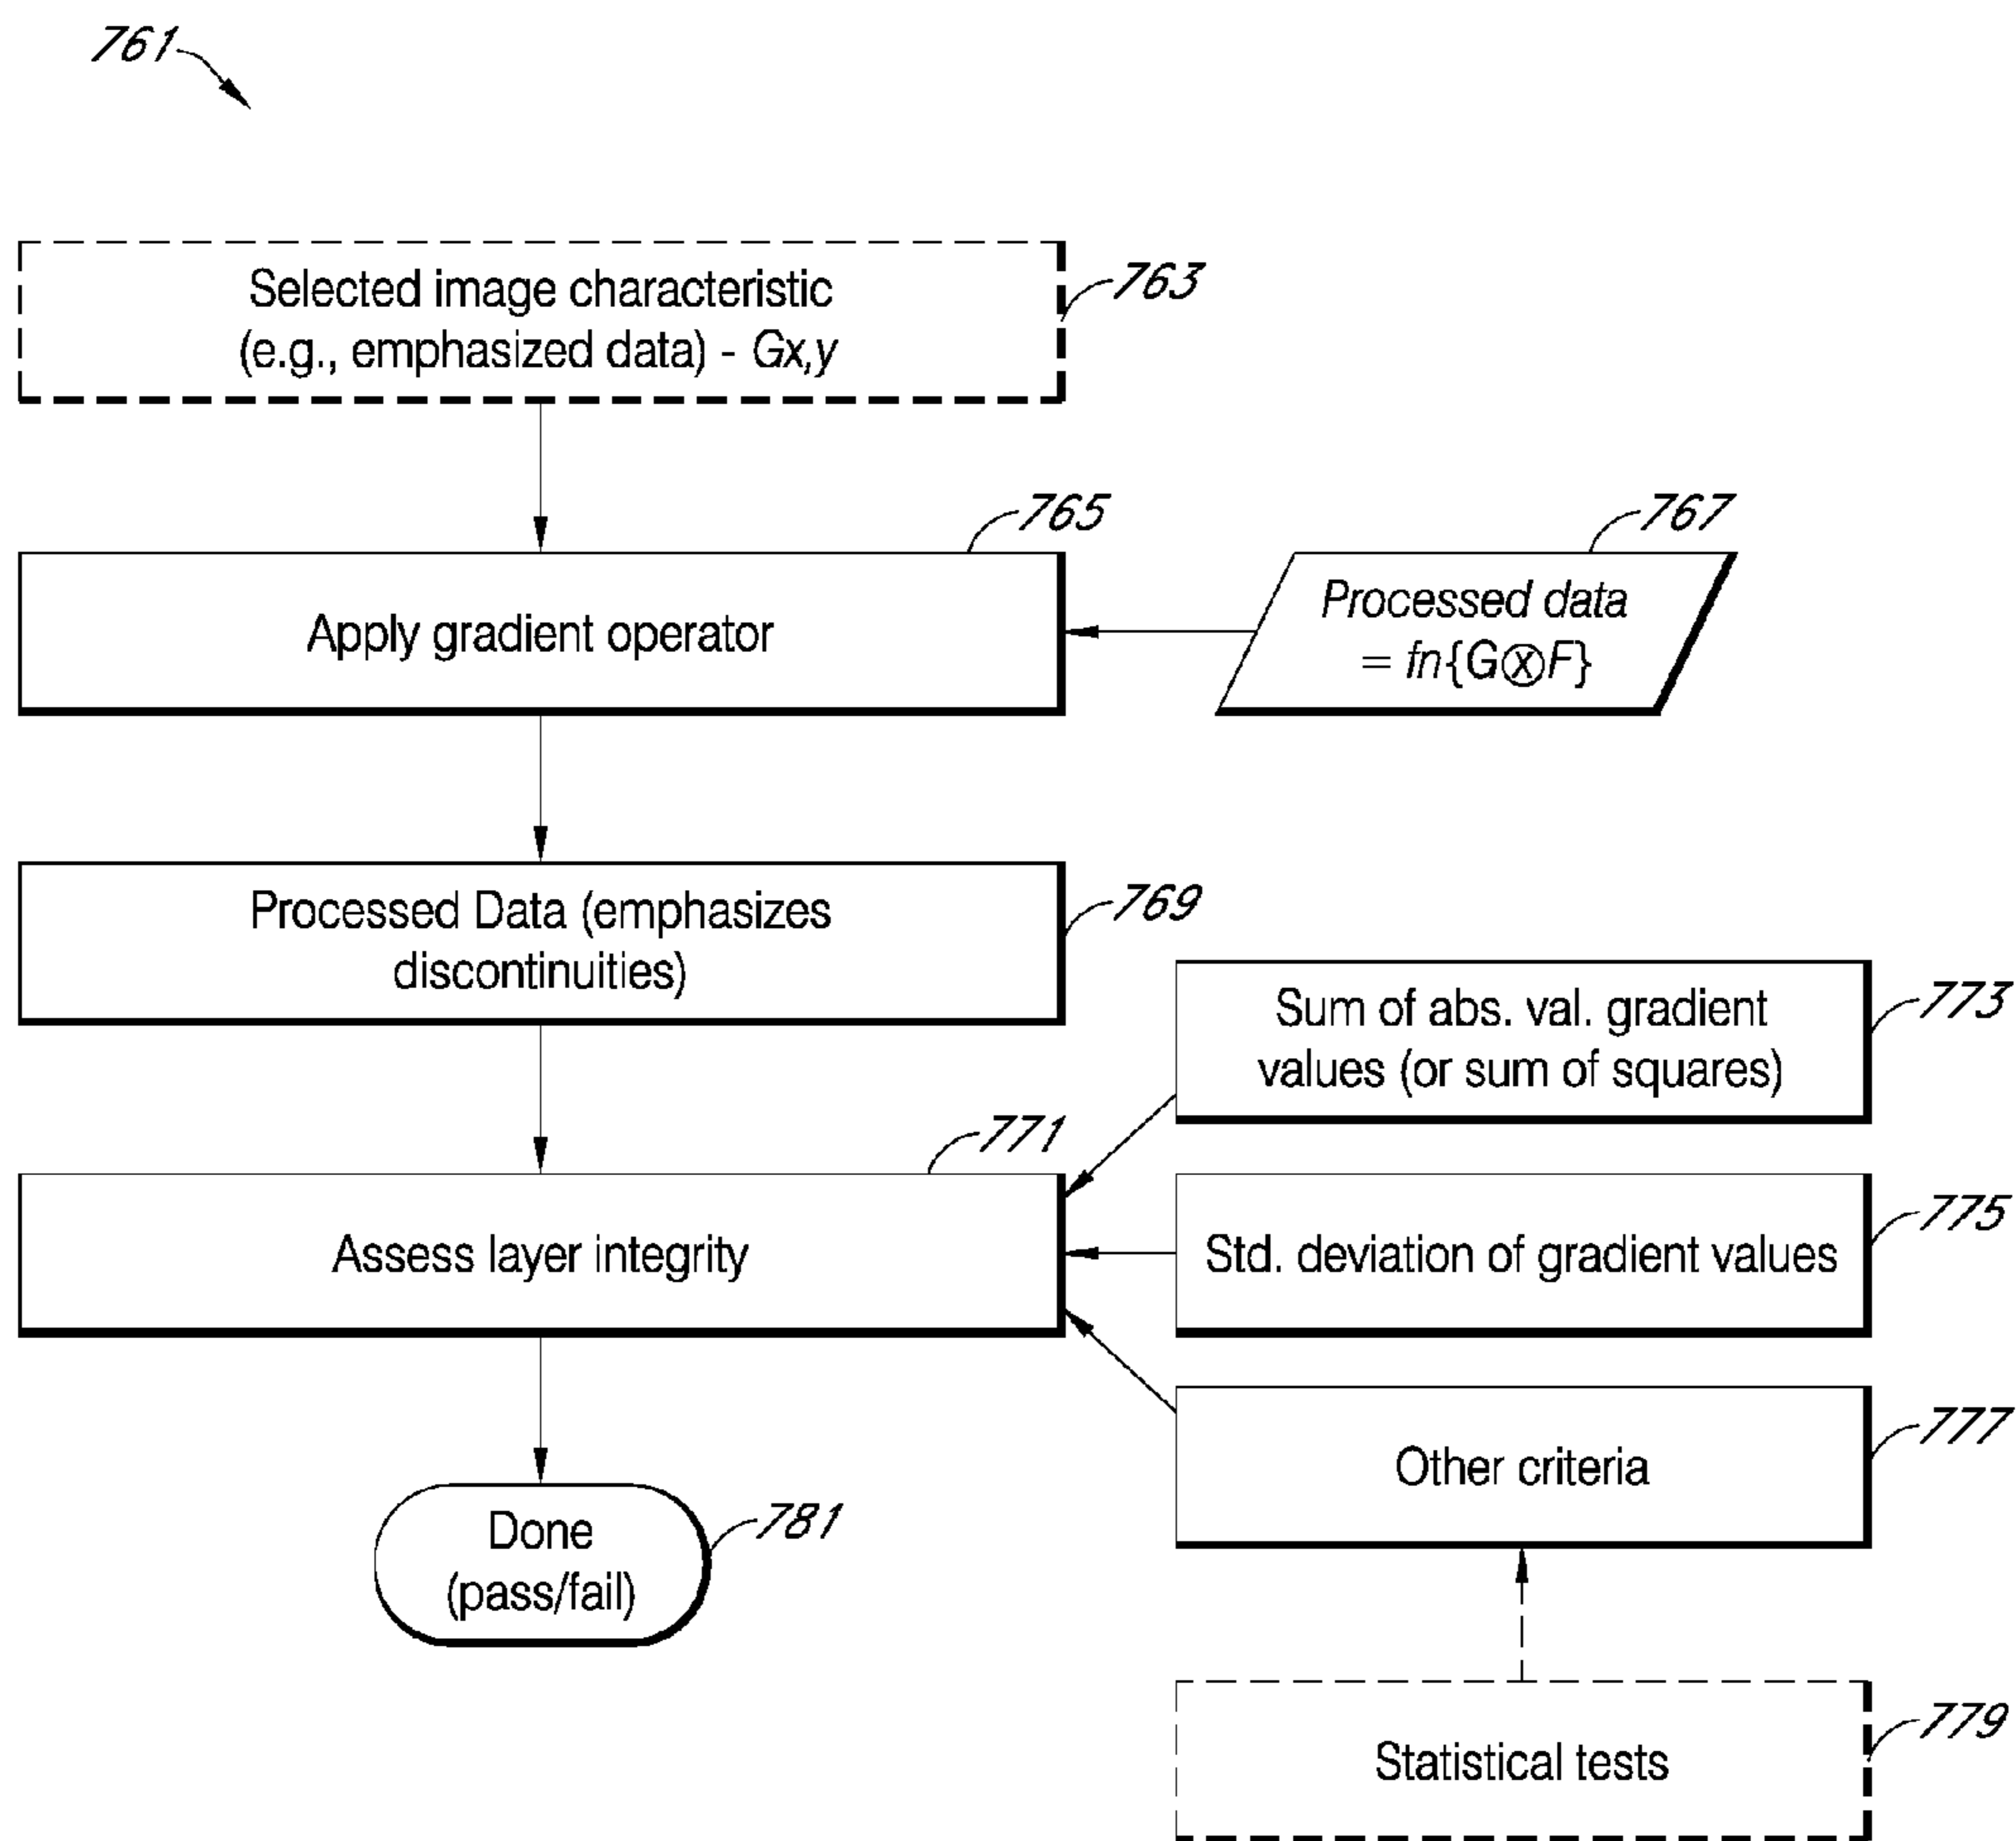 761
Selected image characteristic
(e.g., emphasized data) - Gx,y
763
765
Apply gradient operator
767
Processed data
= fn{G⊗F}
Processed Data (emphasizes
discontinuities)
769
Sum of abs. val. gradient
values (or sum of squares)
773
771
Assess layer integrity
Std. deviation of gradient values
775
Other criteria
777
Done
(pass/fail)
781
Statistical tests
779